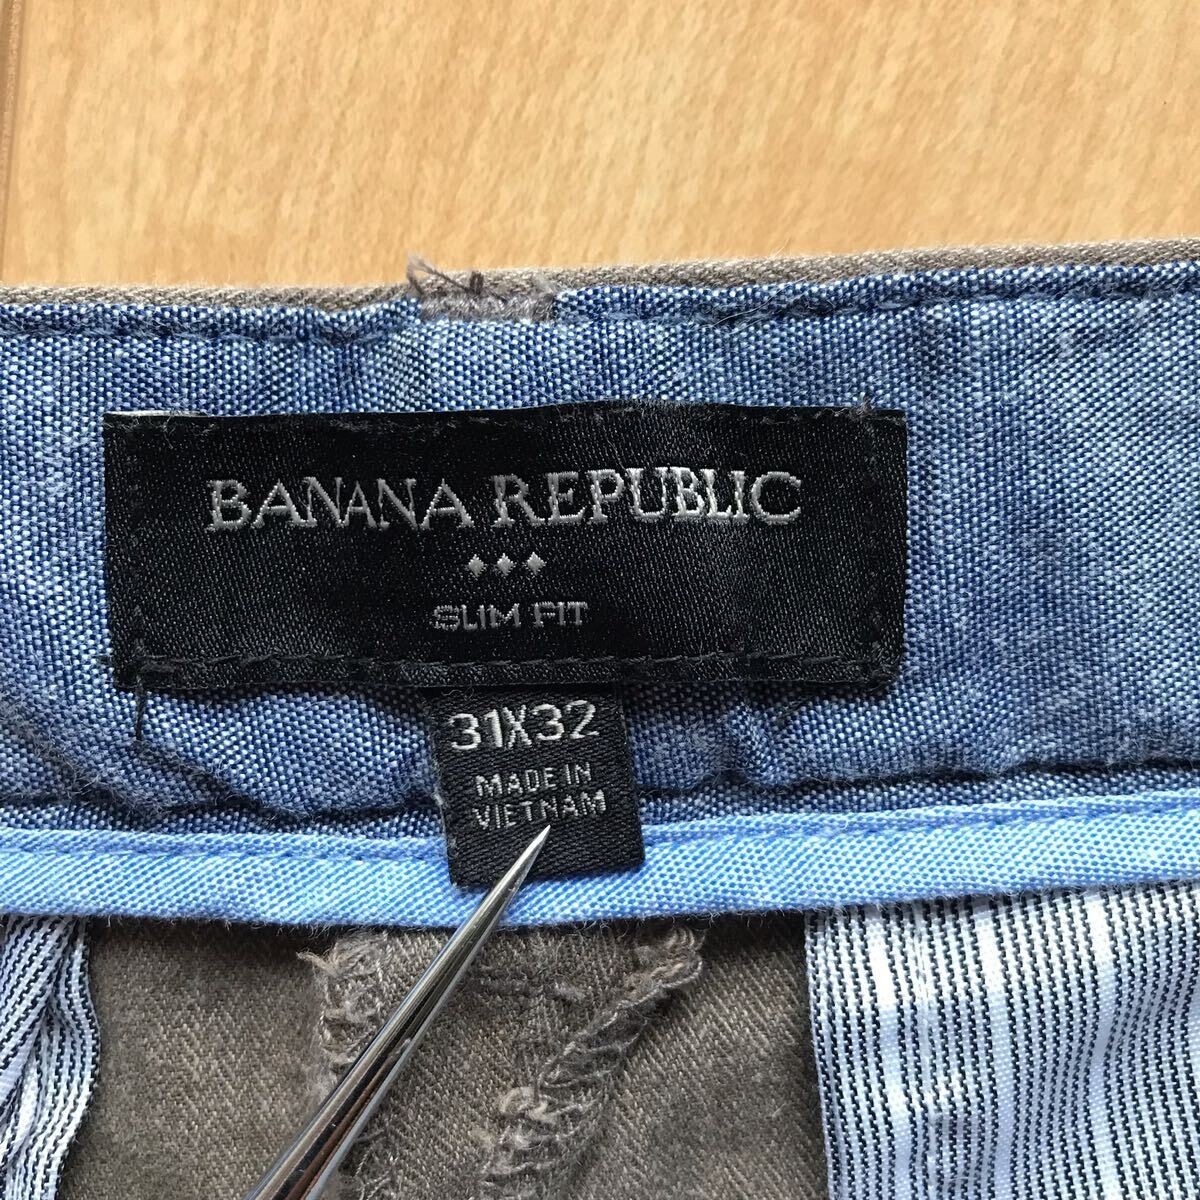 BANANA REPUBLIC
SLIM FIT
31X32
MADE IN
VIETNAM